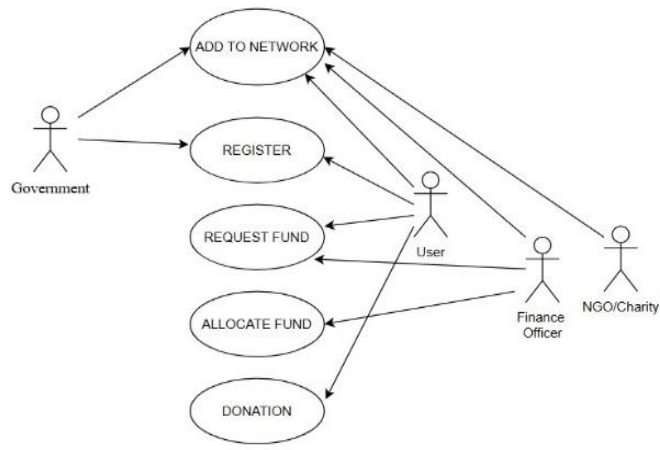 ADD TO NETWORK
REGISTER
Government
REQUEST FUND
User
ALLOCATE FUND
Finance
Officer
NGO/Charity
DONATION